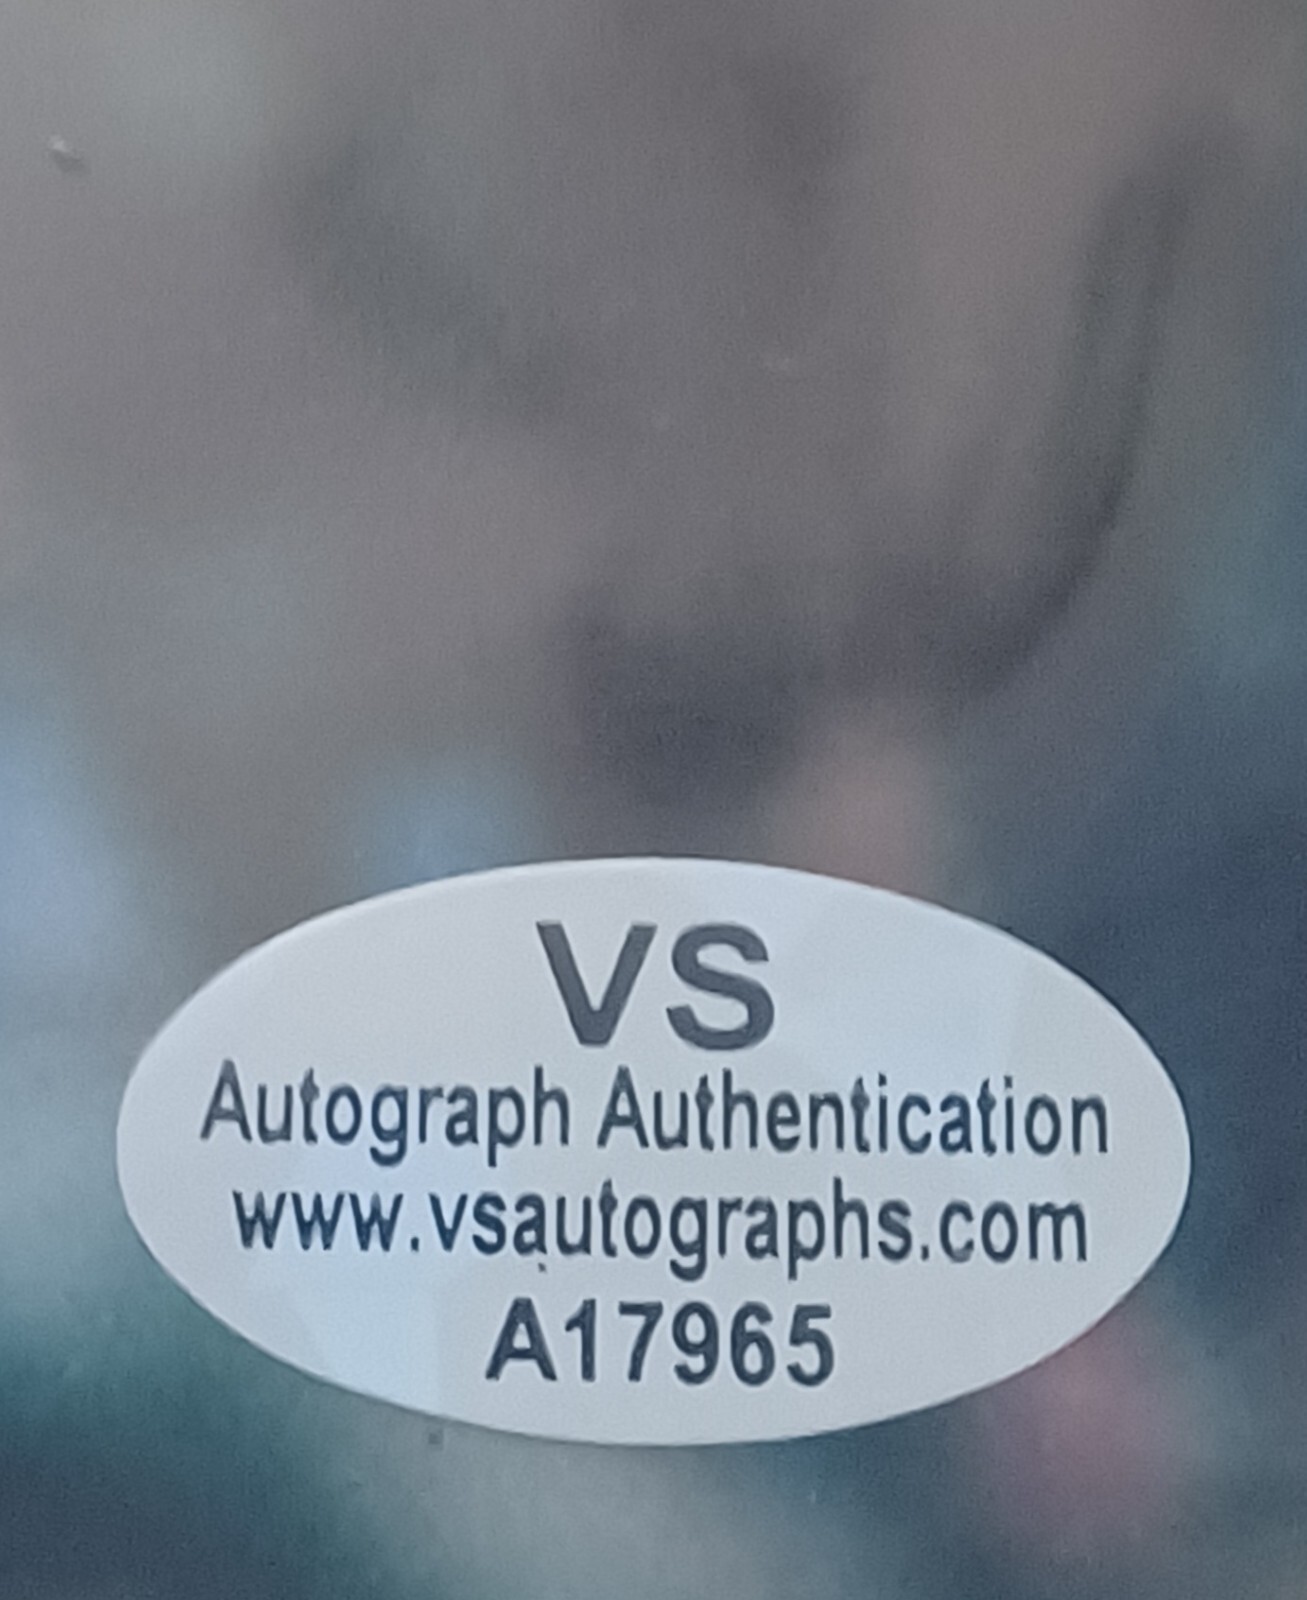 VS
Autograph Authentication
www.vsautographs.com
A17965